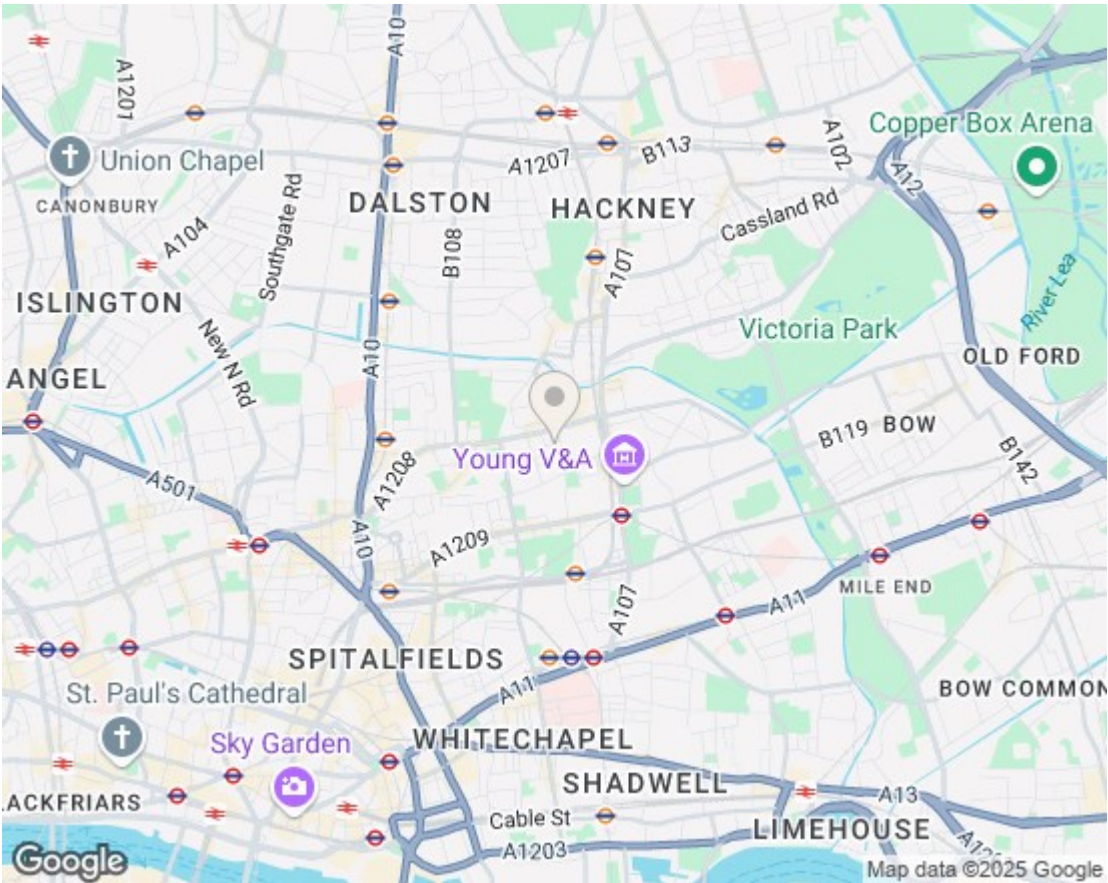 A10
A1201
Copper Box Arena
A102
B113
A1207
Union Chapel
A12
CANONBURY
DALSTON
HACKNEY
Cassland Rd
A104
Southgate Rd
B108
A107
River Lea
ISLINGTON
Victoria Park
New N Rd
A10
OLD FORD
ANGEL
B119
BOW
B142
Young V&A
A1208
A501
A10
A1209
MILE END
A107
A11
SPITALFIELDS
A11
St. Paul's Cathedral
BOW COMMON
Sky Garden
WHITECHAPEL
SHADWELL
LACKFRIARS
A13
Cable St
LIMEHOUSE
A1203
Google
Map data ©2025 Google